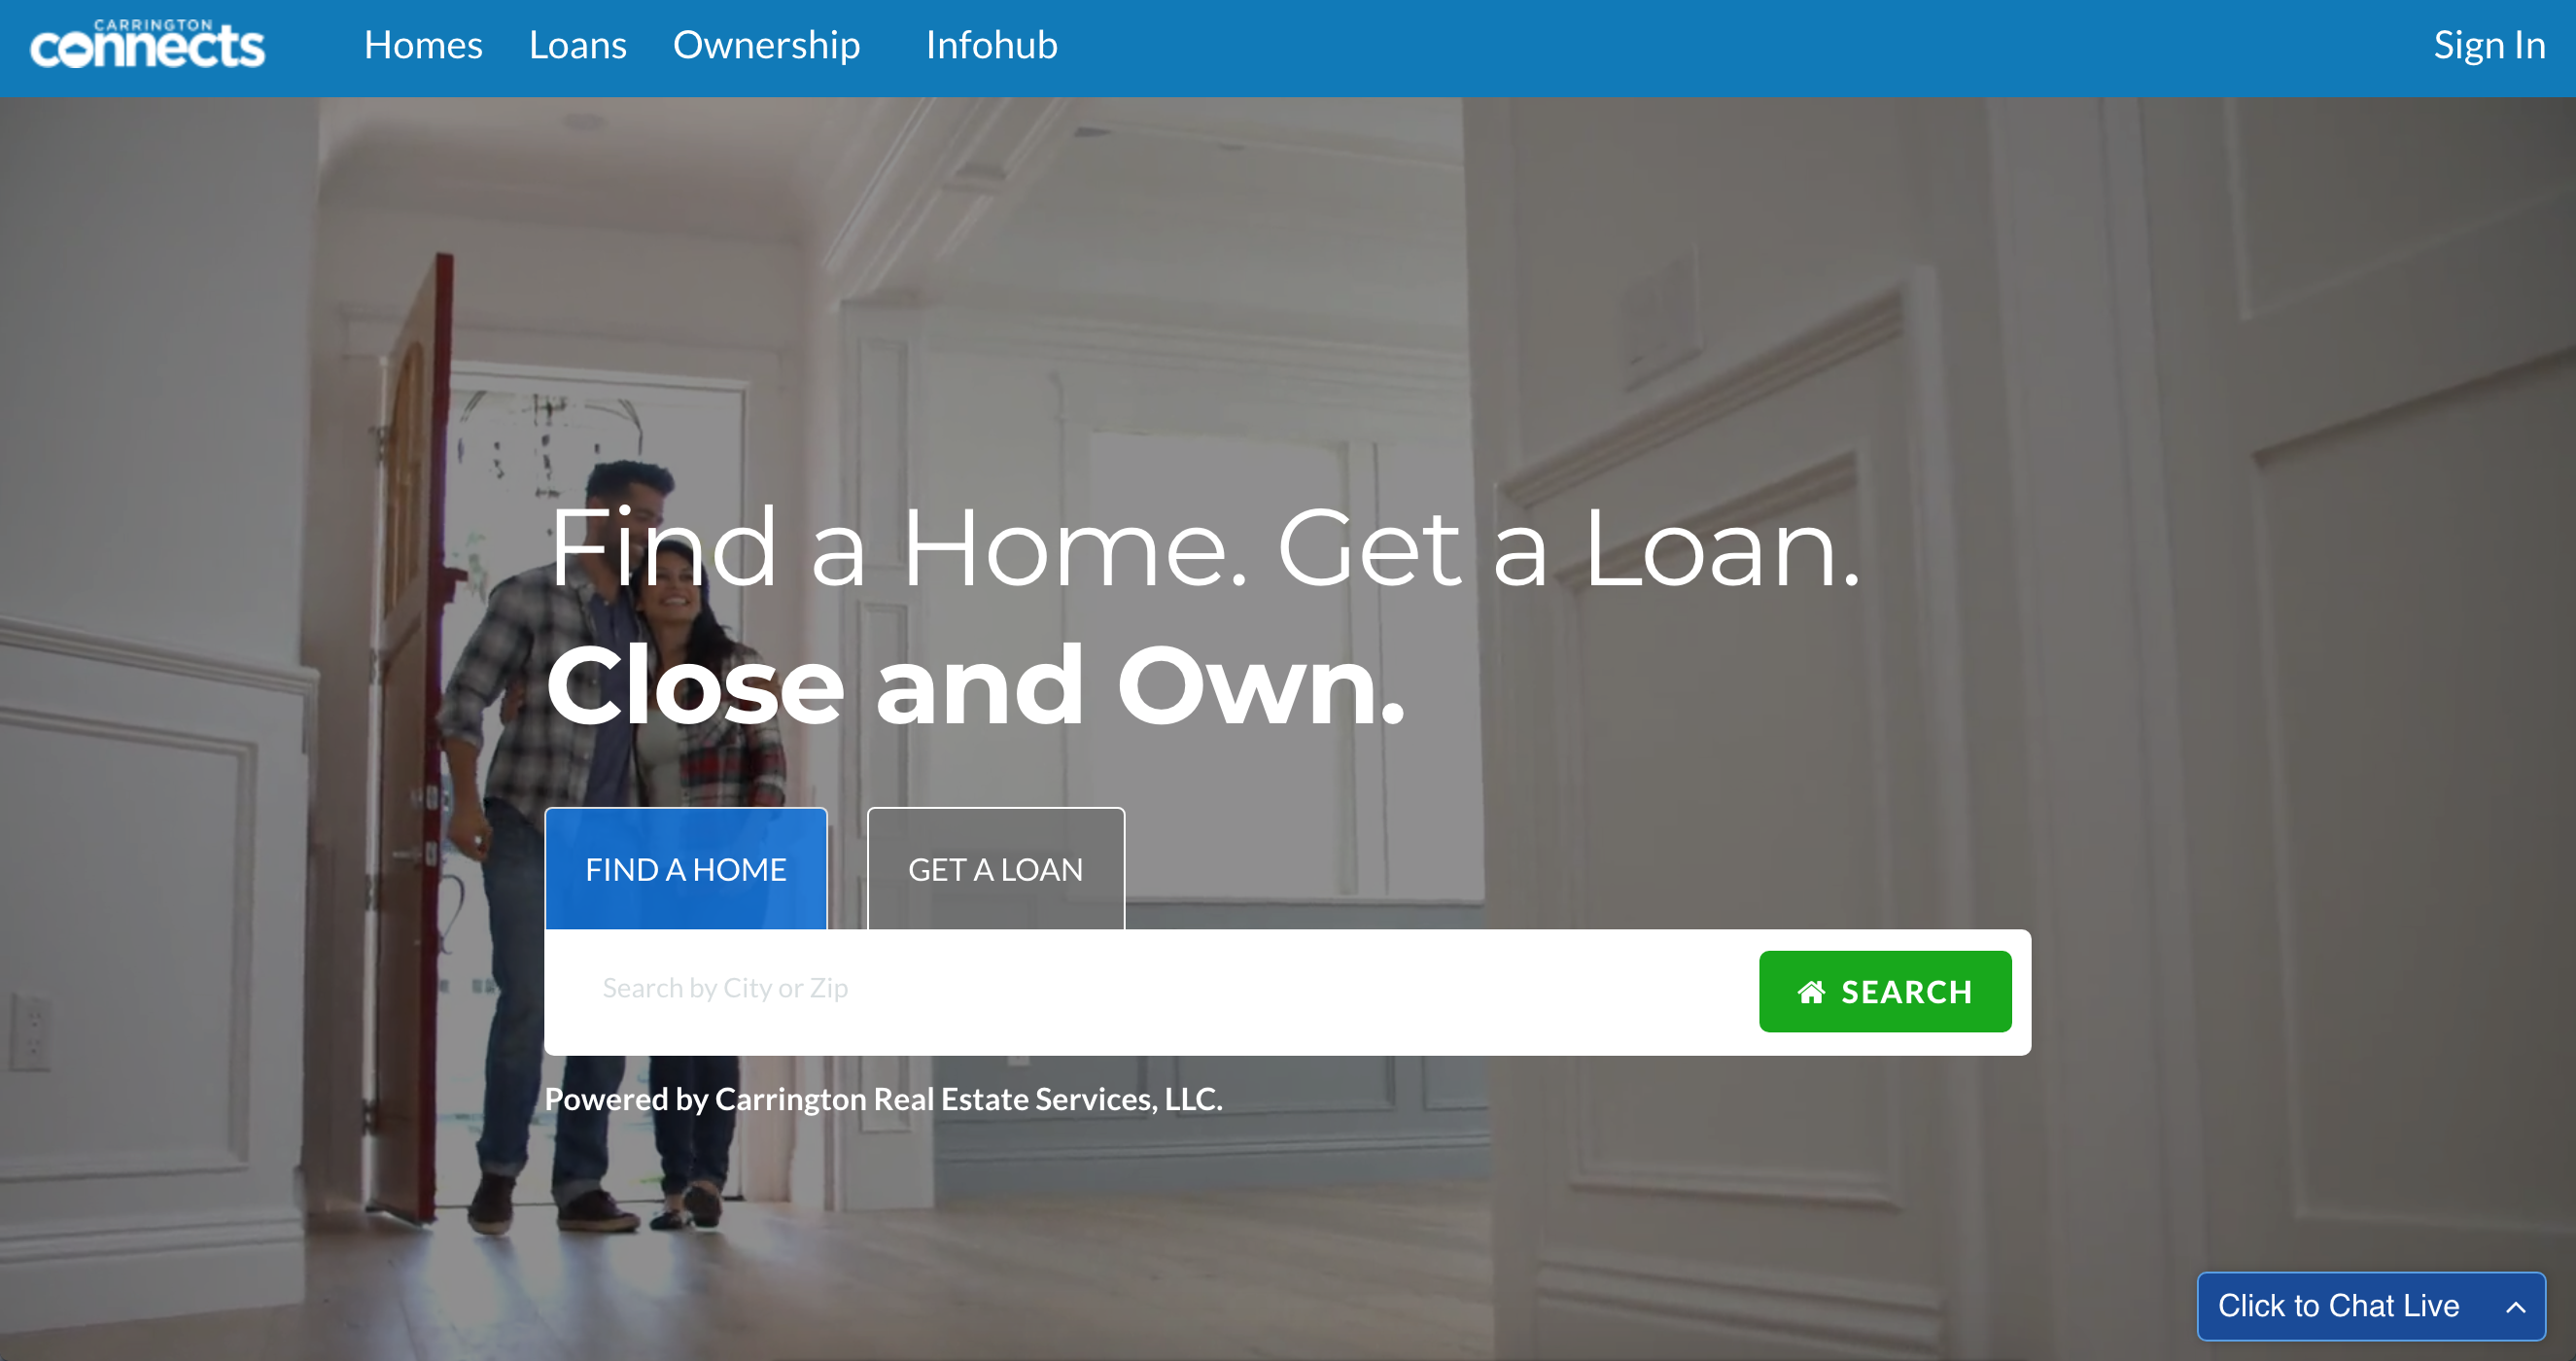 CARRINGTON
connects
Homes Loans Ownership Infohub Sign In
Find a Home. Get a Loan.
Close and Own.
FIND A HOME GET A LOAN
Search by City or Zip SEARCH
Powered by Carrington Real Estate Services, LLC.
Click to Chat Live